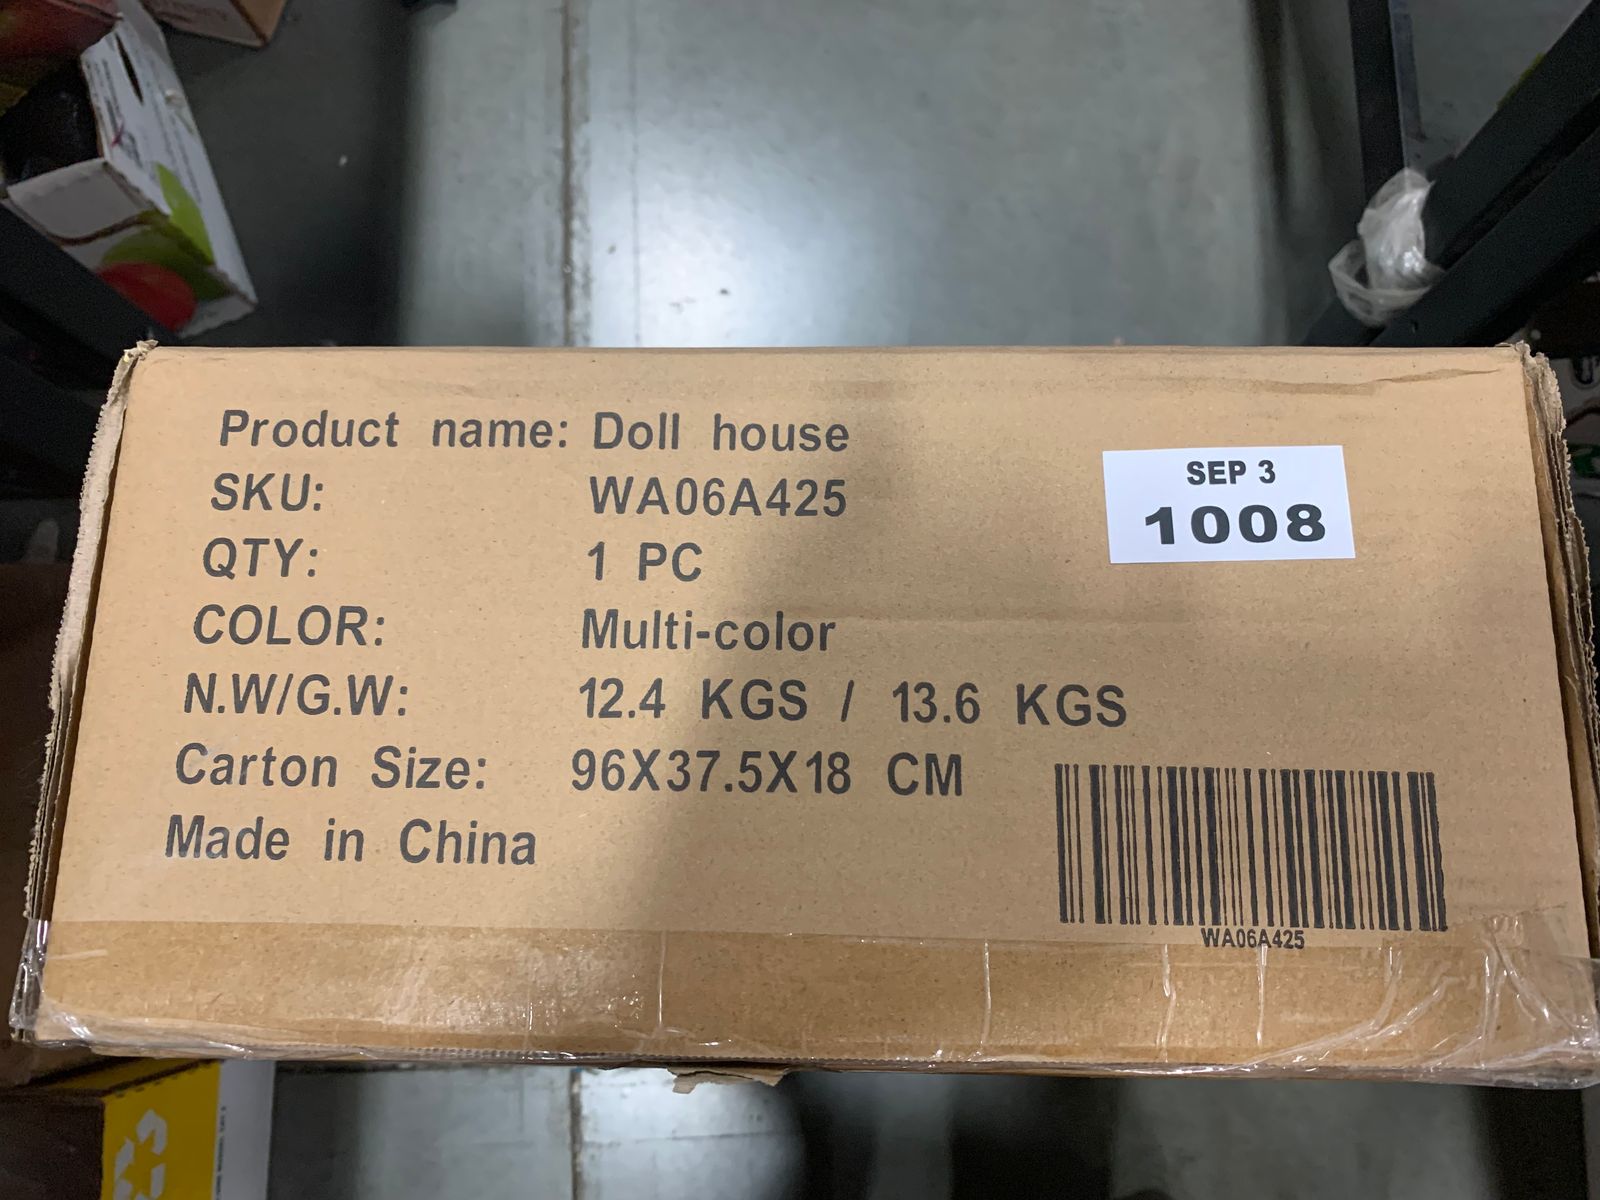 Product name: Doll house
SKU: WA06A425
QTY: 1 PC
COLOR: Multi-color
N.W/G.W: 12.4 KGS / 13.6 KGS
Carton Size: 96X37.5X18 CM
Made in China
SEP 3
1008
WA06A425